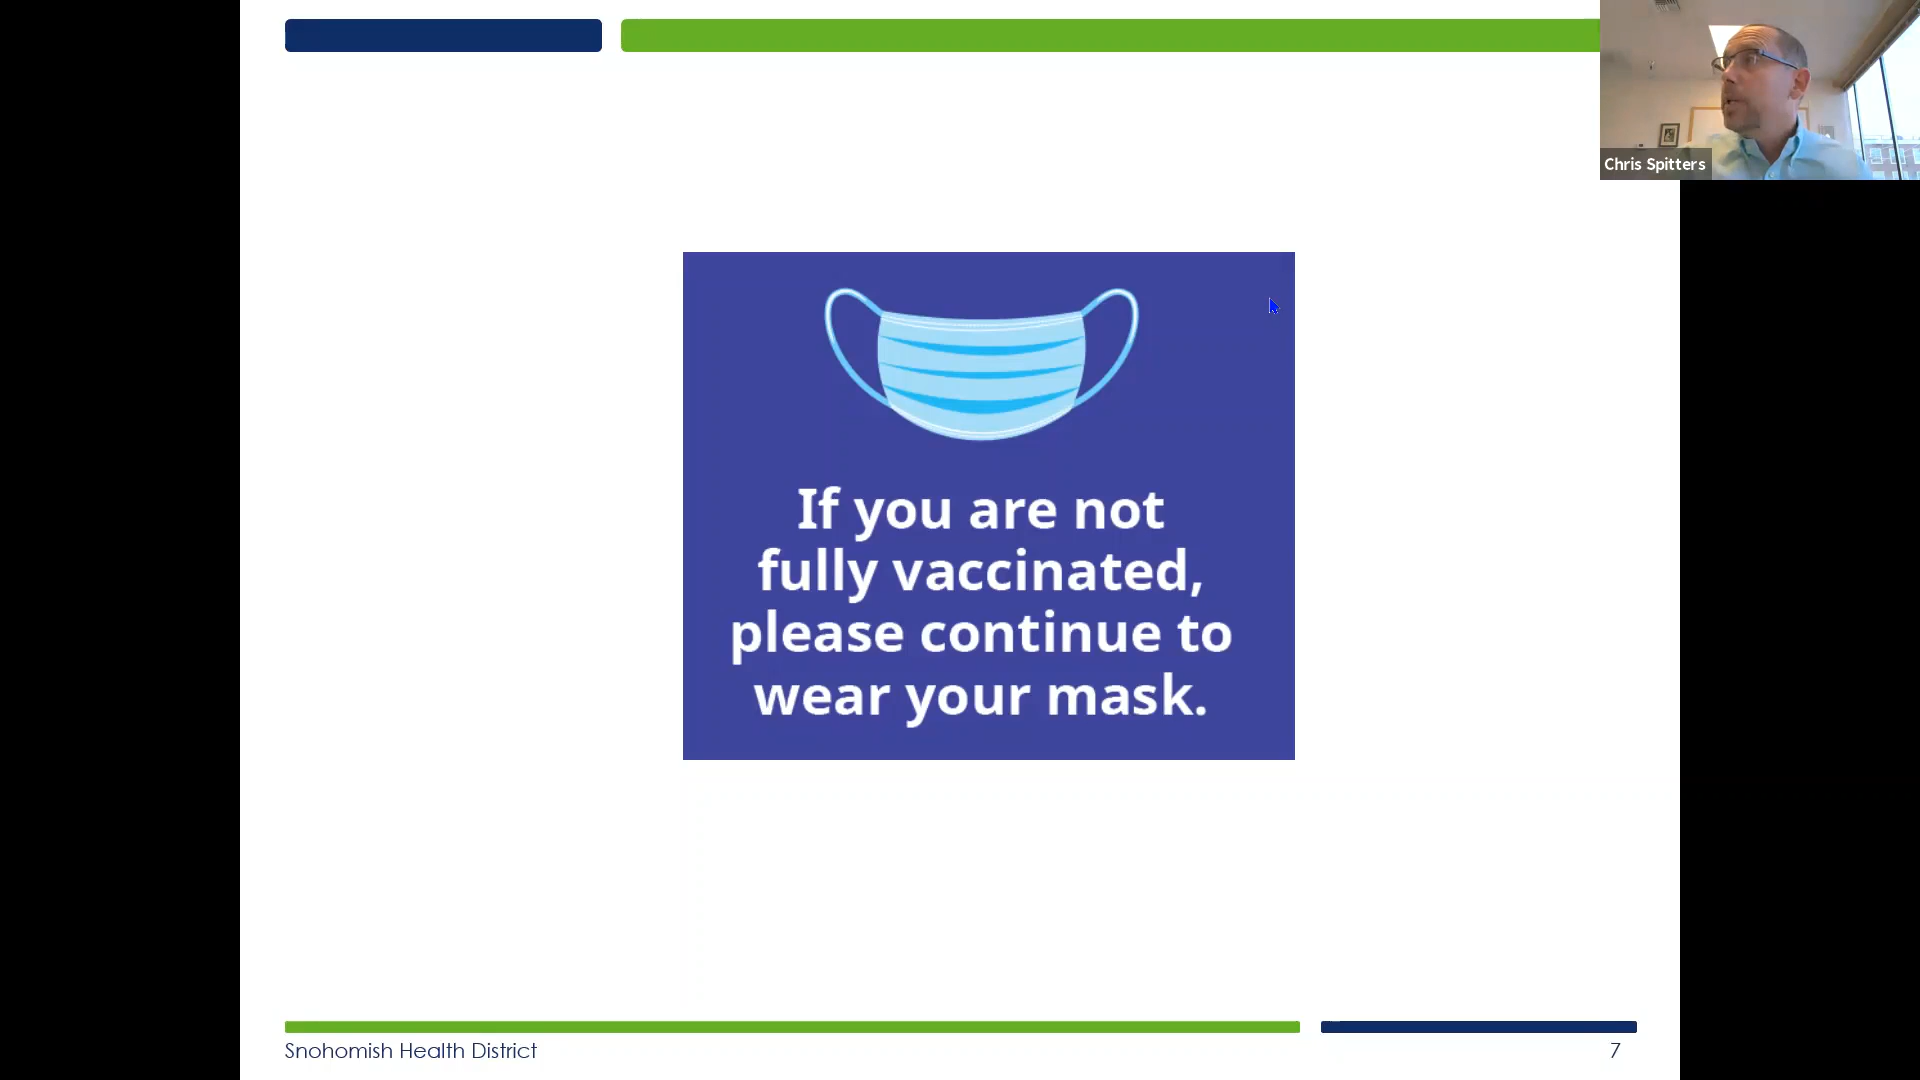 Chris Spitters
If you are not
fully vaccinated,
please continue to
wear your mask.
Snohomish Health District
7